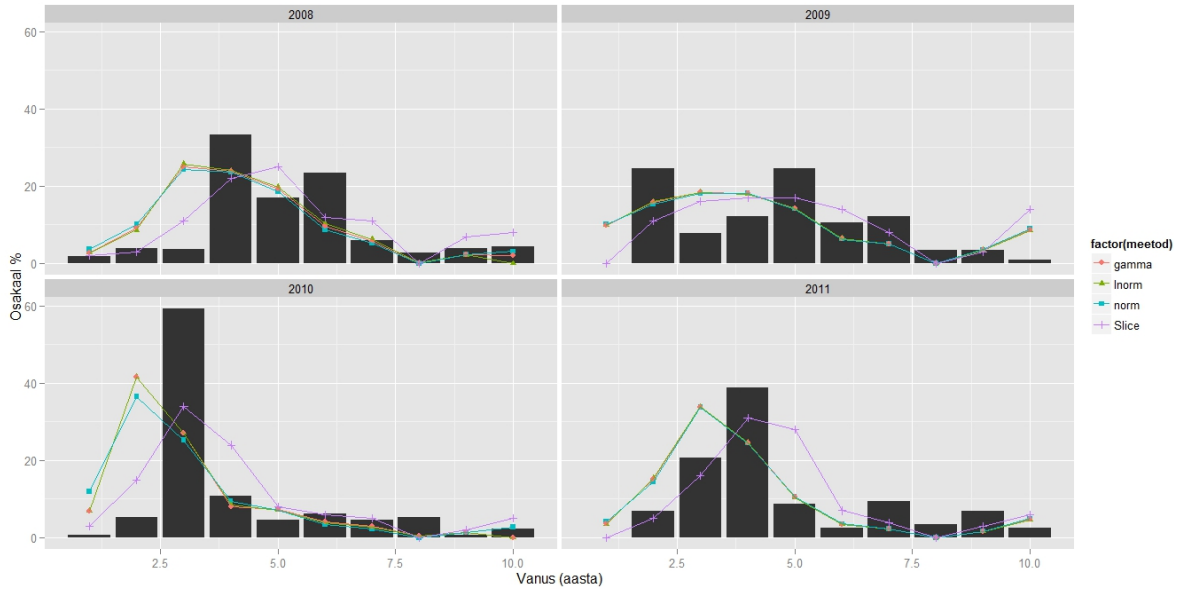 2008
2009
60
40
20
0
2010
2011
60
40
20
0
Osakaal %
2.5 5.0 7.5 10.0
2.5 5.0 7.5 10.0
Vanus (aasta)
factor(meetod)
gamma
lnorm
norm
Slice